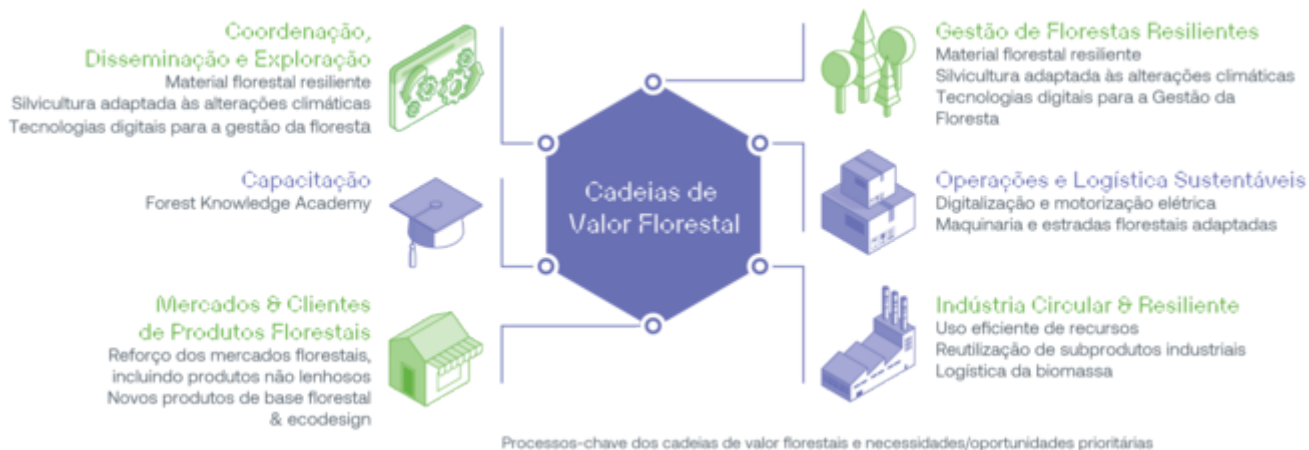 Coordenação,
Disseminação e Exploração
Material florestal resiliente
Silvicultura adaptada às alterações climáticas
Tecnologias digitais para a gestão da floresta
Capacitação
Forest Knowledge Academy
Mercados & Clientes
de Produtos Florestais
Reforço dos mercados florestais,
incluindo produtos não lenhosos
Novos produtos de base florestal
& ecodesign
Cadeias de
Valor Florestal
Gestão de Florestas Resilientes
Material florestal resiliente
Silvicultura adaptada às alterações climáticas
Tecnologias digitais para a Gestão da
Floresta
Operações e Logística Sustentáveis
Digitalização e motorização elétrica
Maquinaria e estradas florestais adaptadas
Indústria Circular & Resiliente
Uso eficiente de recursos
Reutilização de subprodutos industriais
Logística da biomassa
Processos-chave dos cadeias de valor florestais e necessidades/oportunidades prioritárias